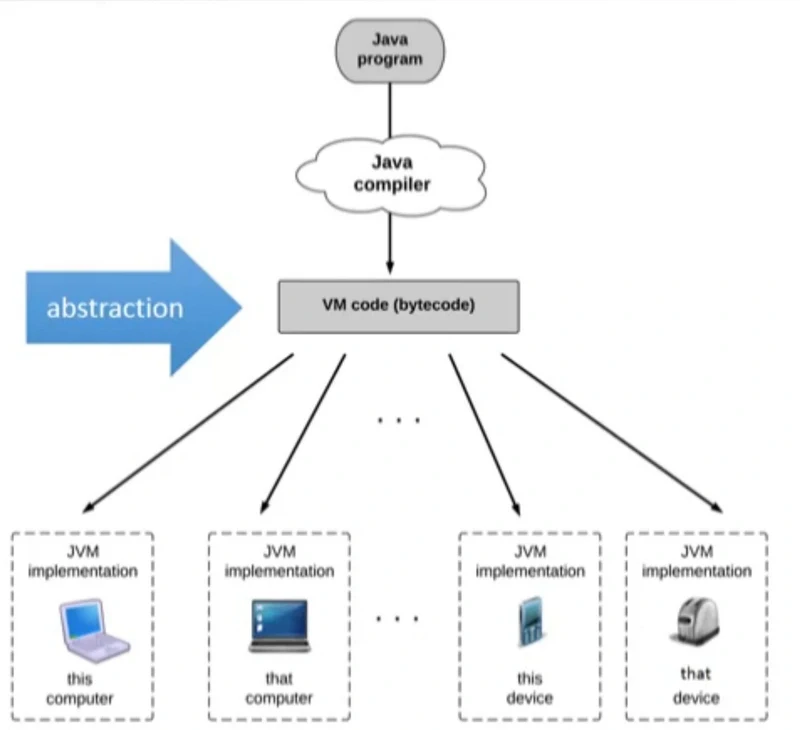 Java
program
Java
compiler
abstraction
VM code (bytecode)
. . .
JVM
implementation
this
computer
JVM
implementation
that
computer
. . .
JVM
implementation
this
device
JVM
implementation
that
device